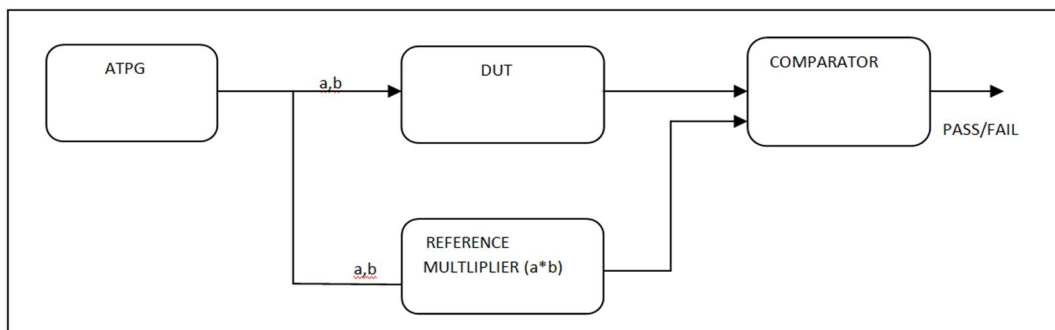 ATPG
a,b
DUT
COMPARATOR
PASS/FAIL
a,b
REFERENCE
MULTLIPLIER (a*b)